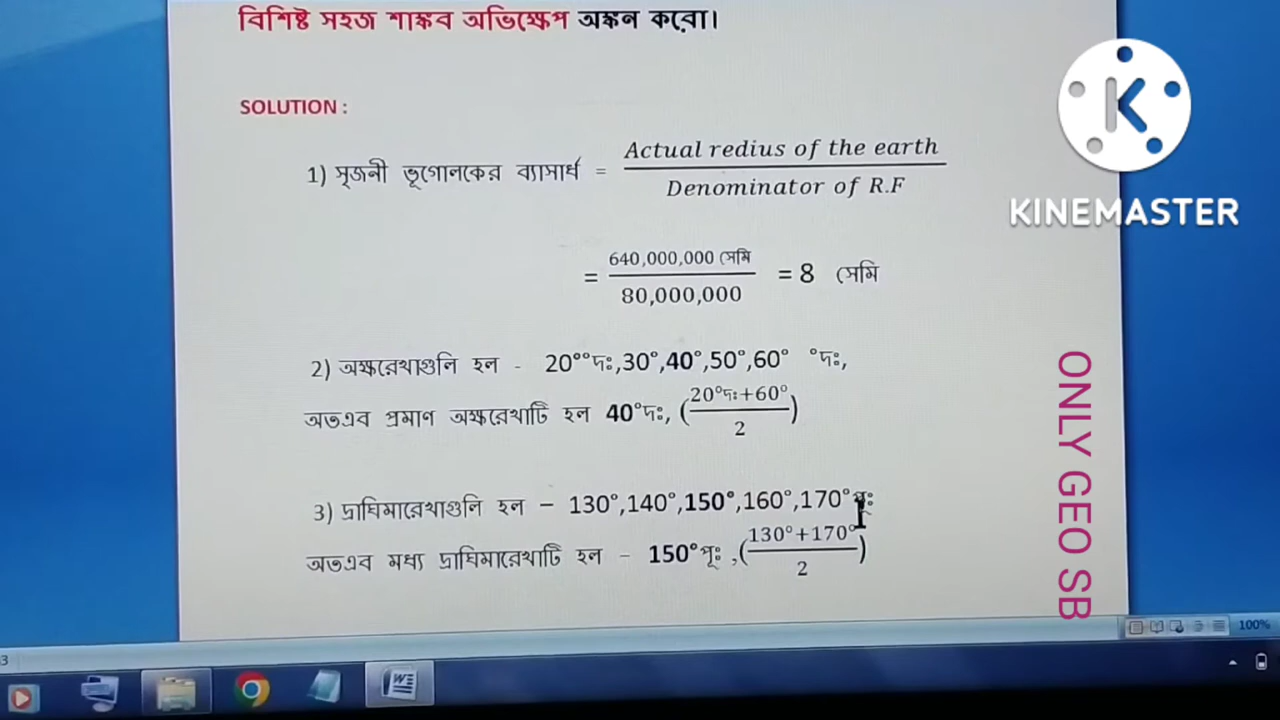 বিশিষ্ট সহজ শাঙ্কব অভিক্ষেপ অঙ্কন করো।
SOLUTION :
1) সৃজনী ভূগোলকের ব্যাসার্ধ = Actual redius of the earth / Denominator of R.F
= 640,000,000 সেমি / 80,000,000 = 8 সেমি
2) অক্ষরেখাগুলি হল - 20°°দঃ,30°,40°,50°,60° °দঃ,
অতএব প্রমাণ অক্ষরেখাটি হল 40°দঃ, (20°দঃ+60° / 2)
3) দ্রাঘিমারেখাগুলি হল – 130°,140°,150°,160°,170°পূঃ
অতএব মধ্য দ্রাঘিমারেখাটি হল - 150°পূঃ ,(130°+170° / 2)
K
KINEMASTER
ONLY GEO SB
100%
3
W